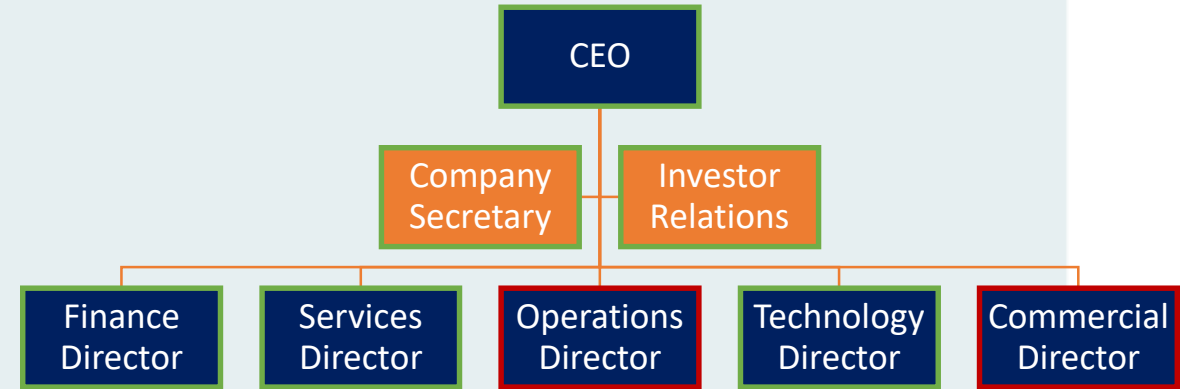 CEO
Company
Secretary
Investor
Relations
Finance
Director
Services
Director
Operations
Director
Technology
Director
Commercial
Director